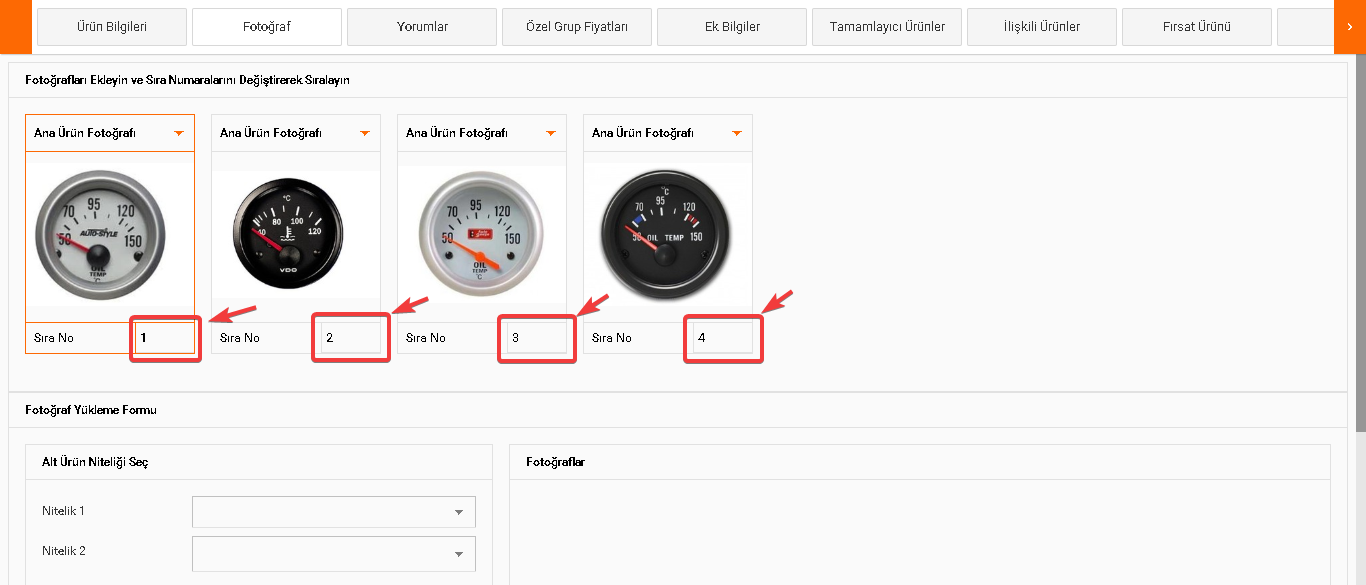 Ürün Bilgileri
Fotoğraf
Yorumlar
Özel Grup Fiyatları
Ek Bilgiler
Tamamlayıcı Ürünler
İlişkili Ürünler
Fırsat Ürünü
Fotoğrafları Ekleyin ve Sıra Numaralarını Değiştirerek Sıralayın
Ana Ürün Fotoğrafı
Ana Ürün Fotoğrafı
Ana Ürün Fotoğrafı
Ana Ürün Fotoğrafı
95
70 120
AUTO-STYLE
50 150
OIL
TEMP
°C
°C
80 100
120
VDO
95
70 120
50 150
OIL
TEMP
°C
°C
95
70 120
50 OIL TEMP 150
Sıra No 1
Sıra No 2
Sıra No 3
Sıra No 4
Fotoğraf Yükleme Formu
Alt Ürün Niteliği Seç
Fotoğraflar
Nitelik 1
Nitelik 2